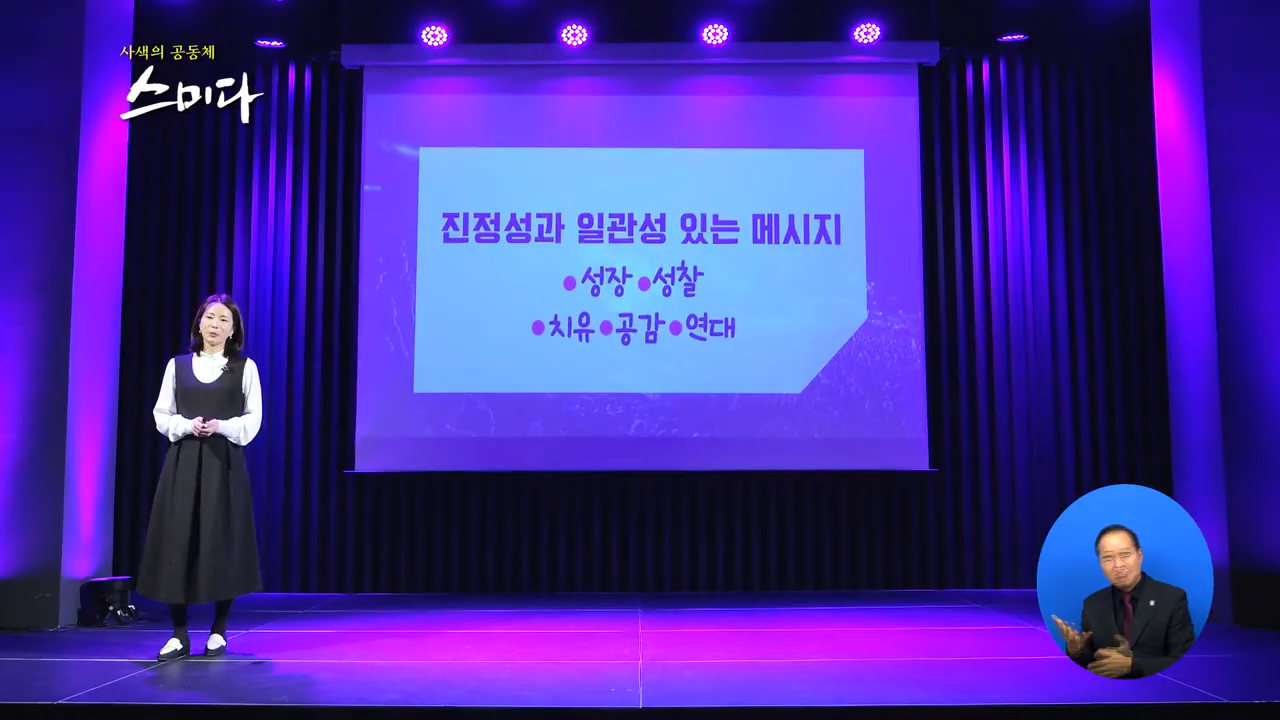 사색의 공동체
스미다
진정성과 일관성 있는 메시지
●성장 ●성찰
●치유 ●공감 ●연대